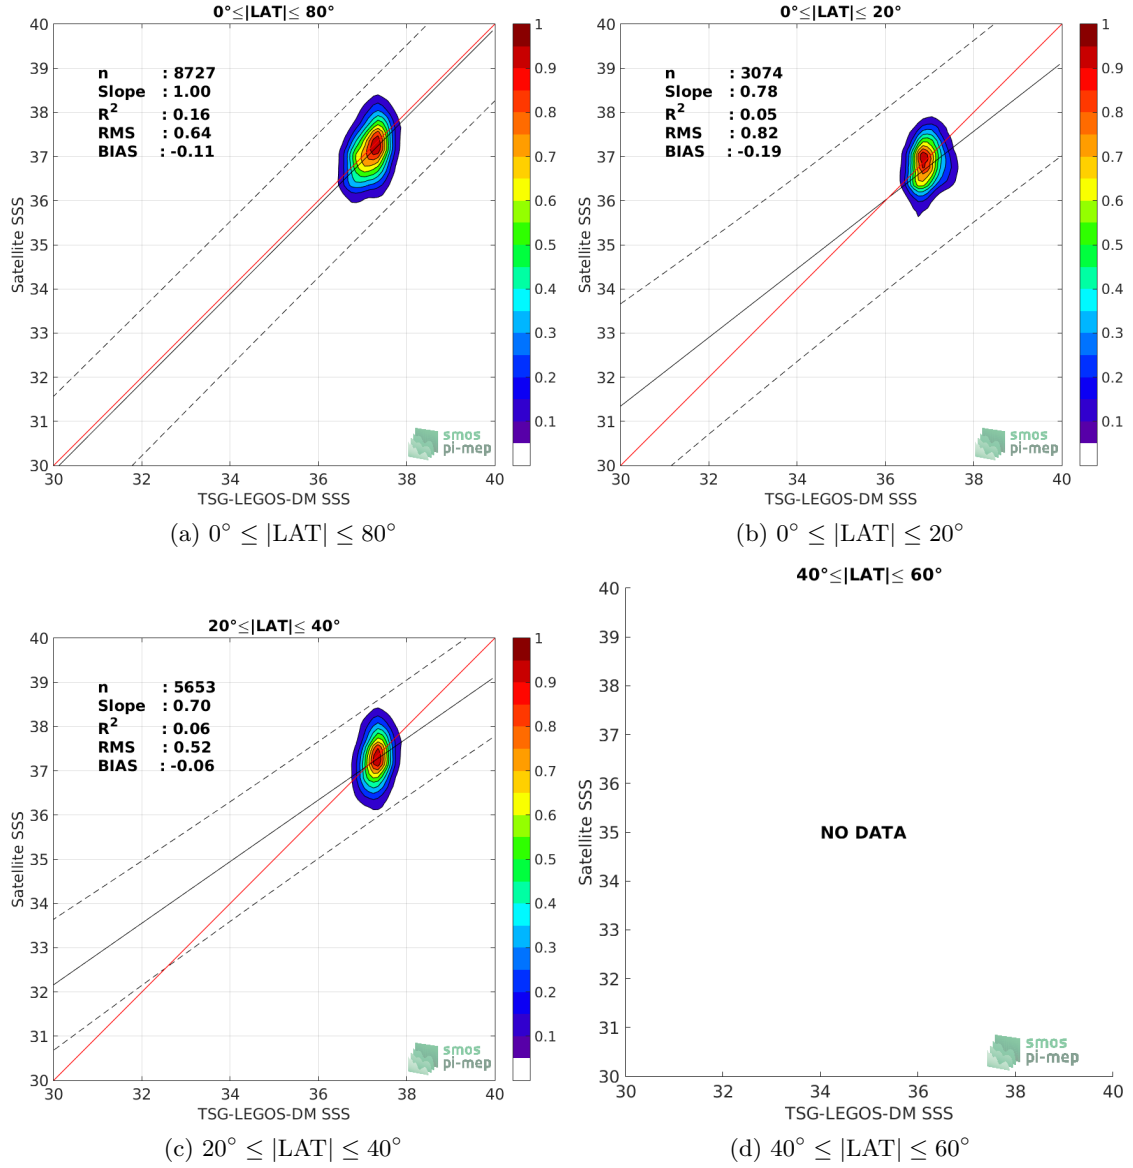 0°≤|LAT|≤ 80°
n : 8727
Slope : 1.00
R² : 0.16
RMS : 0.64
BIAS : -0.11
40
39
38
37
36
35
34
33
32
31
30
30 32 34 36 38 40
Satellite SSS
TSG-LEGOS-DM SSS
1
0.9
0.8
0.7
0.6
0.5
0.4
0.3
0.2
0.1
smos
pi-mep
(a) 0° ≤ |LAT| ≤ 80°
0°≤|LAT|≤ 20°
n : 3074
Slope : 0.78
R² : 0.05
RMS : 0.82
BIAS : -0.19
40
39
38
37
36
35
34
33
32
31
30
30 32 34 36 38 40
Satellite SSS
TSG-LEGOS-DM SSS
1
0.9
0.8
0.7
0.6
0.5
0.4
0.3
0.2
0.1
smos
pi-mep
(b) 0° ≤ |LAT| ≤ 20°
20°≤|LAT|≤ 40°
n : 5653
Slope : 0.70
R² : 0.06
RMS : 0.52
BIAS : -0.06
40
39
38
37
36
35
34
33
32
31
30
30 32 34 36 38 40
Satellite SSS
TSG-LEGOS-DM SSS
1
0.9
0.8
0.7
0.6
0.5
0.4
0.3
0.2
0.1
smos
pi-mep
(c) 20° ≤ |LAT| ≤ 40°
40°≤|LAT|≤ 60°
40
39
38
37
36
35
34
33
32
31
30
30 32 34 36 38 40
Satellite SSS
NO DATA
TSG-LEGOS-DM SSS
smos
pi-mep
(d) 40° ≤ |LAT| ≤ 60°